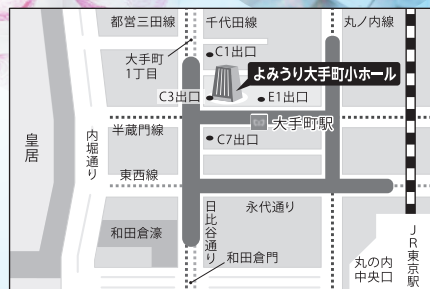 都営三田線
千代田線
丸ノ内線
C1出口
大手町
1丁目
よみうり大手町小ホール
C3出口
E1出口
大手町駅
半蔵門線
C7出口
皇居
内堀通り
東西線
日比谷通り
永代通り
和田倉濠
和田倉門
丸の内
中央口
JR東京駅